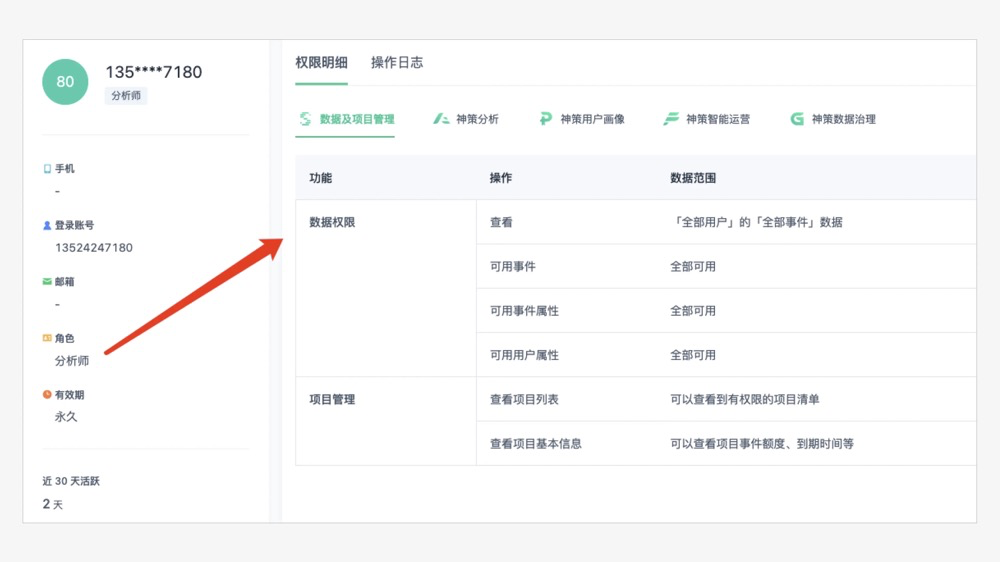 80
135****7180
分析师
手机
-
登录账号
13524247180
邮箱
-
角色
分析师
有效期
永久
近 30 天活跃
2 天
权限明细 操作日志
数据及项目管理 神策分析 神策用户画像 神策智能运营 神策数据治理
功能 操作 数据范围
数据权限 查看 「全部用户」的「全部事件」数据
可用事件 全部可用
可用事件属性 全部可用
可用用户属性 全部可用
项目管理 查看项目列表 可以查看到有权限的项目清单
查看项目基本信息 可以查看项目事件额度、到期时间等